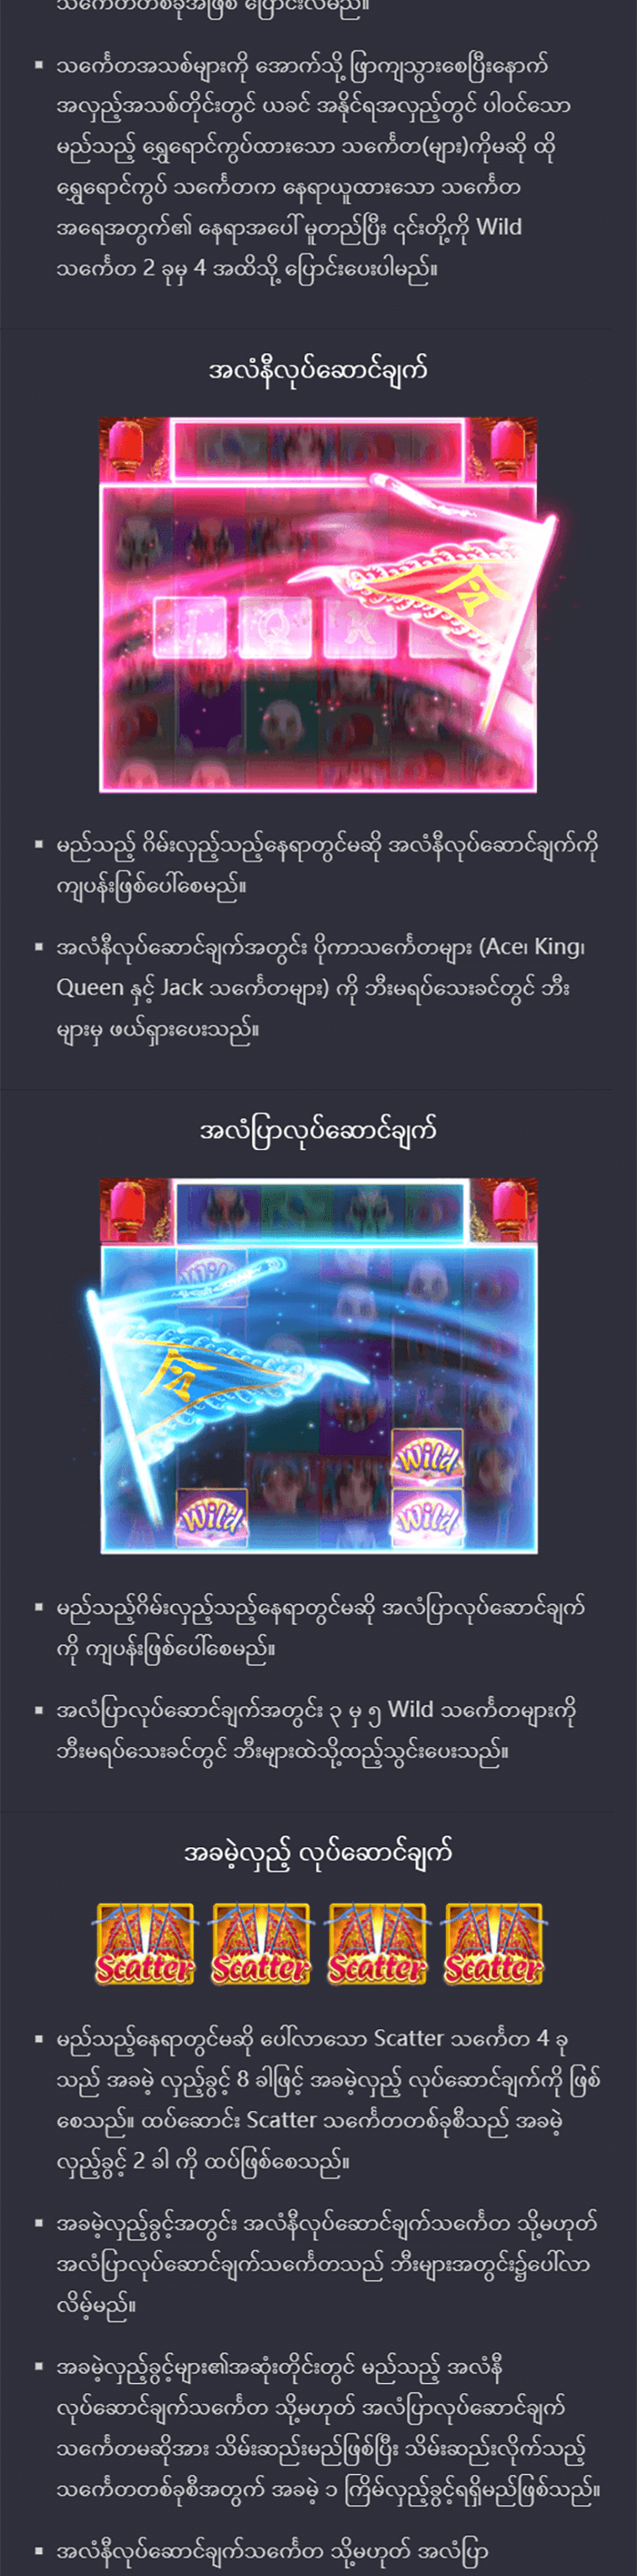 သင်္ကေတတစ်ခုအဖြစ် ပြောင်းလဲမည်။
သင်္ကေတအသစ်များကို အောက်သို့ ဖြာကျသွားစေပြီးနောက်
အလှည့်အသစ်တိုင်းတွင် ယခင် အနိုင်ရအလှည့်တွင် ပါဝင်သော
မည်သည့် ရွှေရောင်ကွပ်ထားသော သင်္ကေတ(များ)ကိုမဆို ထို
ရွှေရောင်ကွပ် သင်္ကေတက နေရာယူထားသော သင်္ကေတ
အရေအတွက်၏ နေရာအပေါ် မူတည်ပြီး ၎င်းတို့ကို Wild
သင်္ကေတ 2 ခုမှ 4 အထိသို့ ပြောင်းပေးပါမည်။
အလံနီလုပ်ဆောင်ချက်
J Q K
令
မည်သည့် ဂိမ်းလှည့်သည့်နေရာတွင်မဆို အလံနီလုပ်ဆောင်ချက်ကို
ကျပန်းဖြစ်ပေါ်စေမည်။
အလံနီလုပ်ဆောင်ချက်အတွင်း ပိုကာသင်္ကေတများ (Ace၊ King၊
Queen နှင့် Jack သင်္ကေတများ) ကို ဘီးမရပ်သေးခင်တွင် ဘီး
များမှ ဖယ်ရှားပေးသည်။
အလံပြာလုပ်ဆောင်ချက်
令
Wild
Wild Wild
မည်သည့်ဂိမ်းလှည့်သည့်နေရာတွင်မဆို အလံပြာလုပ်ဆောင်ချက်
ကို ကျပန်းဖြစ်ပေါ်စေမည်။
အလံပြာလုပ်ဆောင်ချက်အတွင်း ၃ မှ ၅ Wild သင်္ကေတများကို
ဘီးမရပ်သေးခင်တွင် ဘီးများထဲသို့ထည့်သွင်းပေးသည်။
အခမဲ့လှည့် လုပ်ဆောင်ချက်
Scatter Scatter Scatter Scatter
မည်သည့်နေရာတွင်မဆို ပေါ်လာသော Scatter သင်္ကေတ 4 ခု
သည် အခမဲ့ လှည့်ခွင့် 8 ခါဖြင့် အခမဲ့လှည့် လုပ်ဆောင်ချက်ကို ဖြစ်
စေသည်။ ထပ်ဆောင်း Scatter သင်္ကေတတစ်ခုစီသည် အခမဲ့
လှည့်ခွင့် 2 ခါ ကို ထပ်ဖြစ်စေသည်။
အခမဲ့လှည့်ခွင့်အတွင်း အလံနီလုပ်ဆောင်ချက်သင်္ကေတ သို့မဟုတ်
အလံပြာလုပ်ဆောင်ချက်သင်္ကေတသည် ဘီးများအတွင်း၌ပေါ်လာ
လိမ့်မည်။
အခမဲ့လှည့်ခွင့်များ၏အဆုံးတိုင်းတွင် မည်သည့် အလံနီ
လုပ်ဆောင်ချက်သင်္ကေတ သို့မဟုတ် အလံပြာလုပ်ဆောင်ချက်
သင်္ကေတမဆိုအား သိမ်းဆည်းမည်ဖြစ်ပြီး သိမ်းဆည်းလိုက်သည့်
သင်္ကေတတစ်ခုစီအတွက် အခမဲ့ ၁ ကြိမ်လှည့်ခွင့်ရရှိမည်ဖြစ်သည်။
အလံနီလုပ်ဆောင်ချက်သင်္ကေတ သို့မဟုတ် အလံပြာ